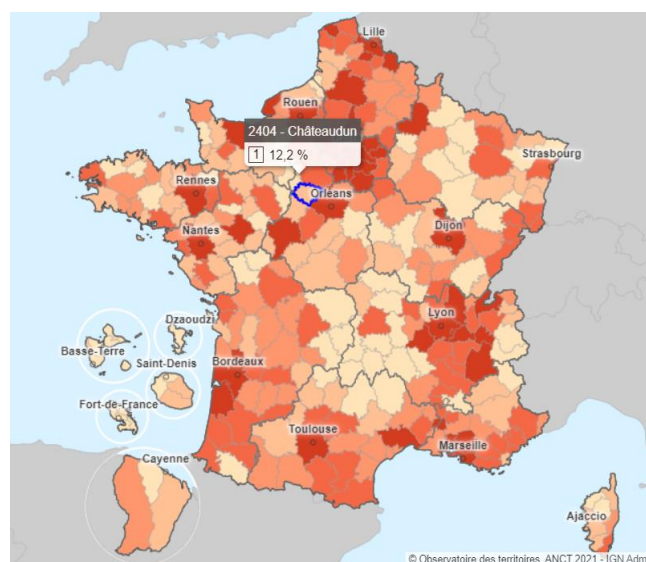 Lille
Rouen
2404 - Châteaudun
1 12,2 %
Strasbourg
Rennes
Orléans
Nantes
Dijon
Lyon
Dzaoudzi
Basse-Terre
Saint-Denis
Bordeaux
Fort-de-France
Toulouse
Marseille
Cayenne
Ajaccio
© Observatoire des territoires, ANCT 2021 - IGN Adm